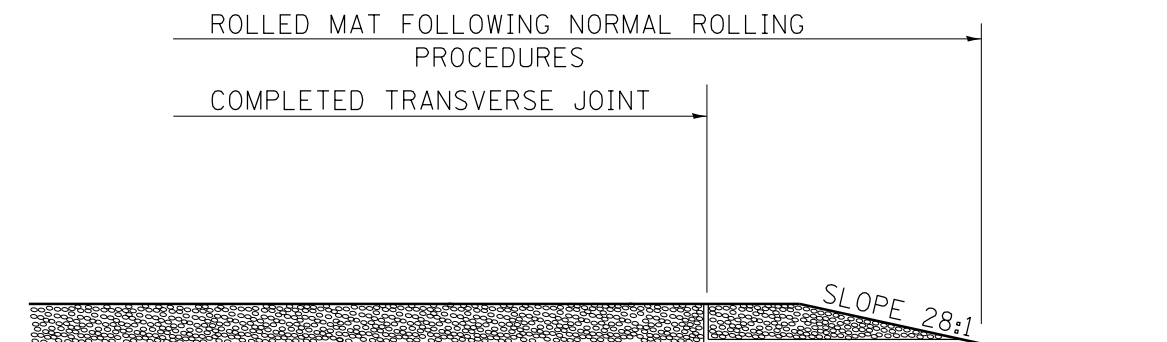 ROLLED MAT FOLLOWING NORMAL ROLLING
PROCEDURES
COMPLETED TRANSVERSE JOINT
SLOPE 28:1